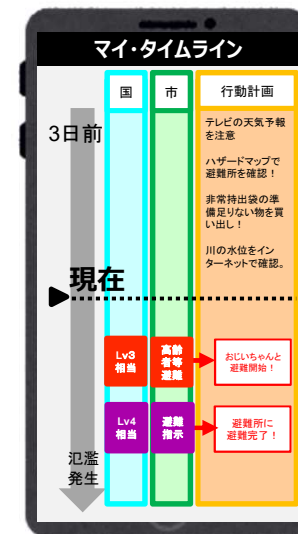 マイ・タイムライン
国
市
行動計画
3日前
テレビの天気予報
を注意
ハザードマップで
避難所を確認！
非常持出袋の準
備足りない物を買
い出し！
川の水位をイン
ターネットで確認。
現在
Lv3
相当
高齢
者等
避難
おじいちゃんと
避難開始！
Lv4
相当
避難
指示
避難所に
避難完了！
氾濫
発生